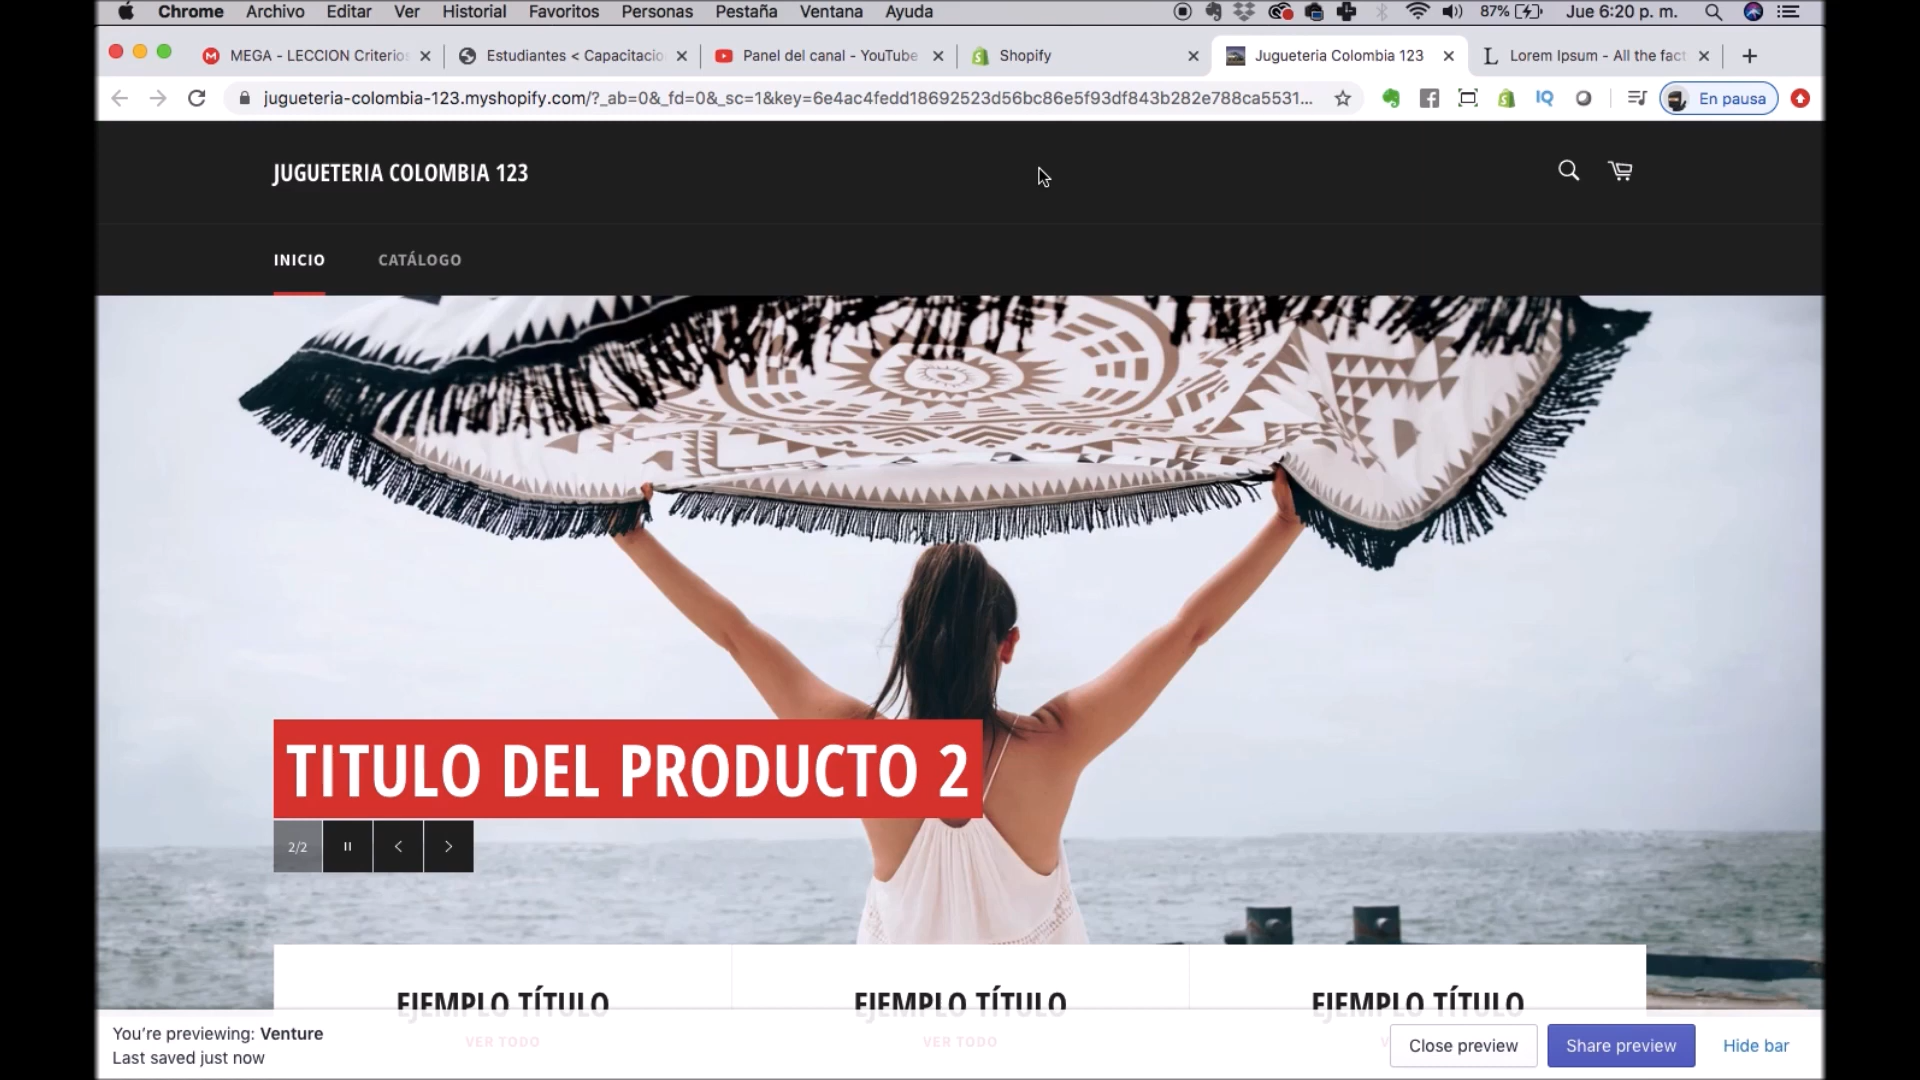 Chrome Archivo Editar Ver Historial Favoritos Personas Pestaña Ventana Ayuda 87% Jue 6:20 p. m.
MEGA - LECCION Criterio Estudiantes < Capacitacio Panel del canal - YouTube Shopify Jugueteria Colombia 123 Lorem Ipsum - All the fact
jugueteria-colombia-123.myshopify.com/?_ab=0&_fd=0&_sc=1&key=6e4ac4fedd18692523d56bc86e5f93df843b282e788ca5531... IQ En pausa
JUGUETERIA COLOMBIA 123
INICIO CATÁLOGO
TITULO DEL PRODUCTO 2
2/2
EJEMPLO TÍTULO EJEMPLO TÍTULO EJEMPLO TÍTULO
VER TODO VER TODO
You're previewing: Venture
Last saved just now
Close preview Share preview Hide bar